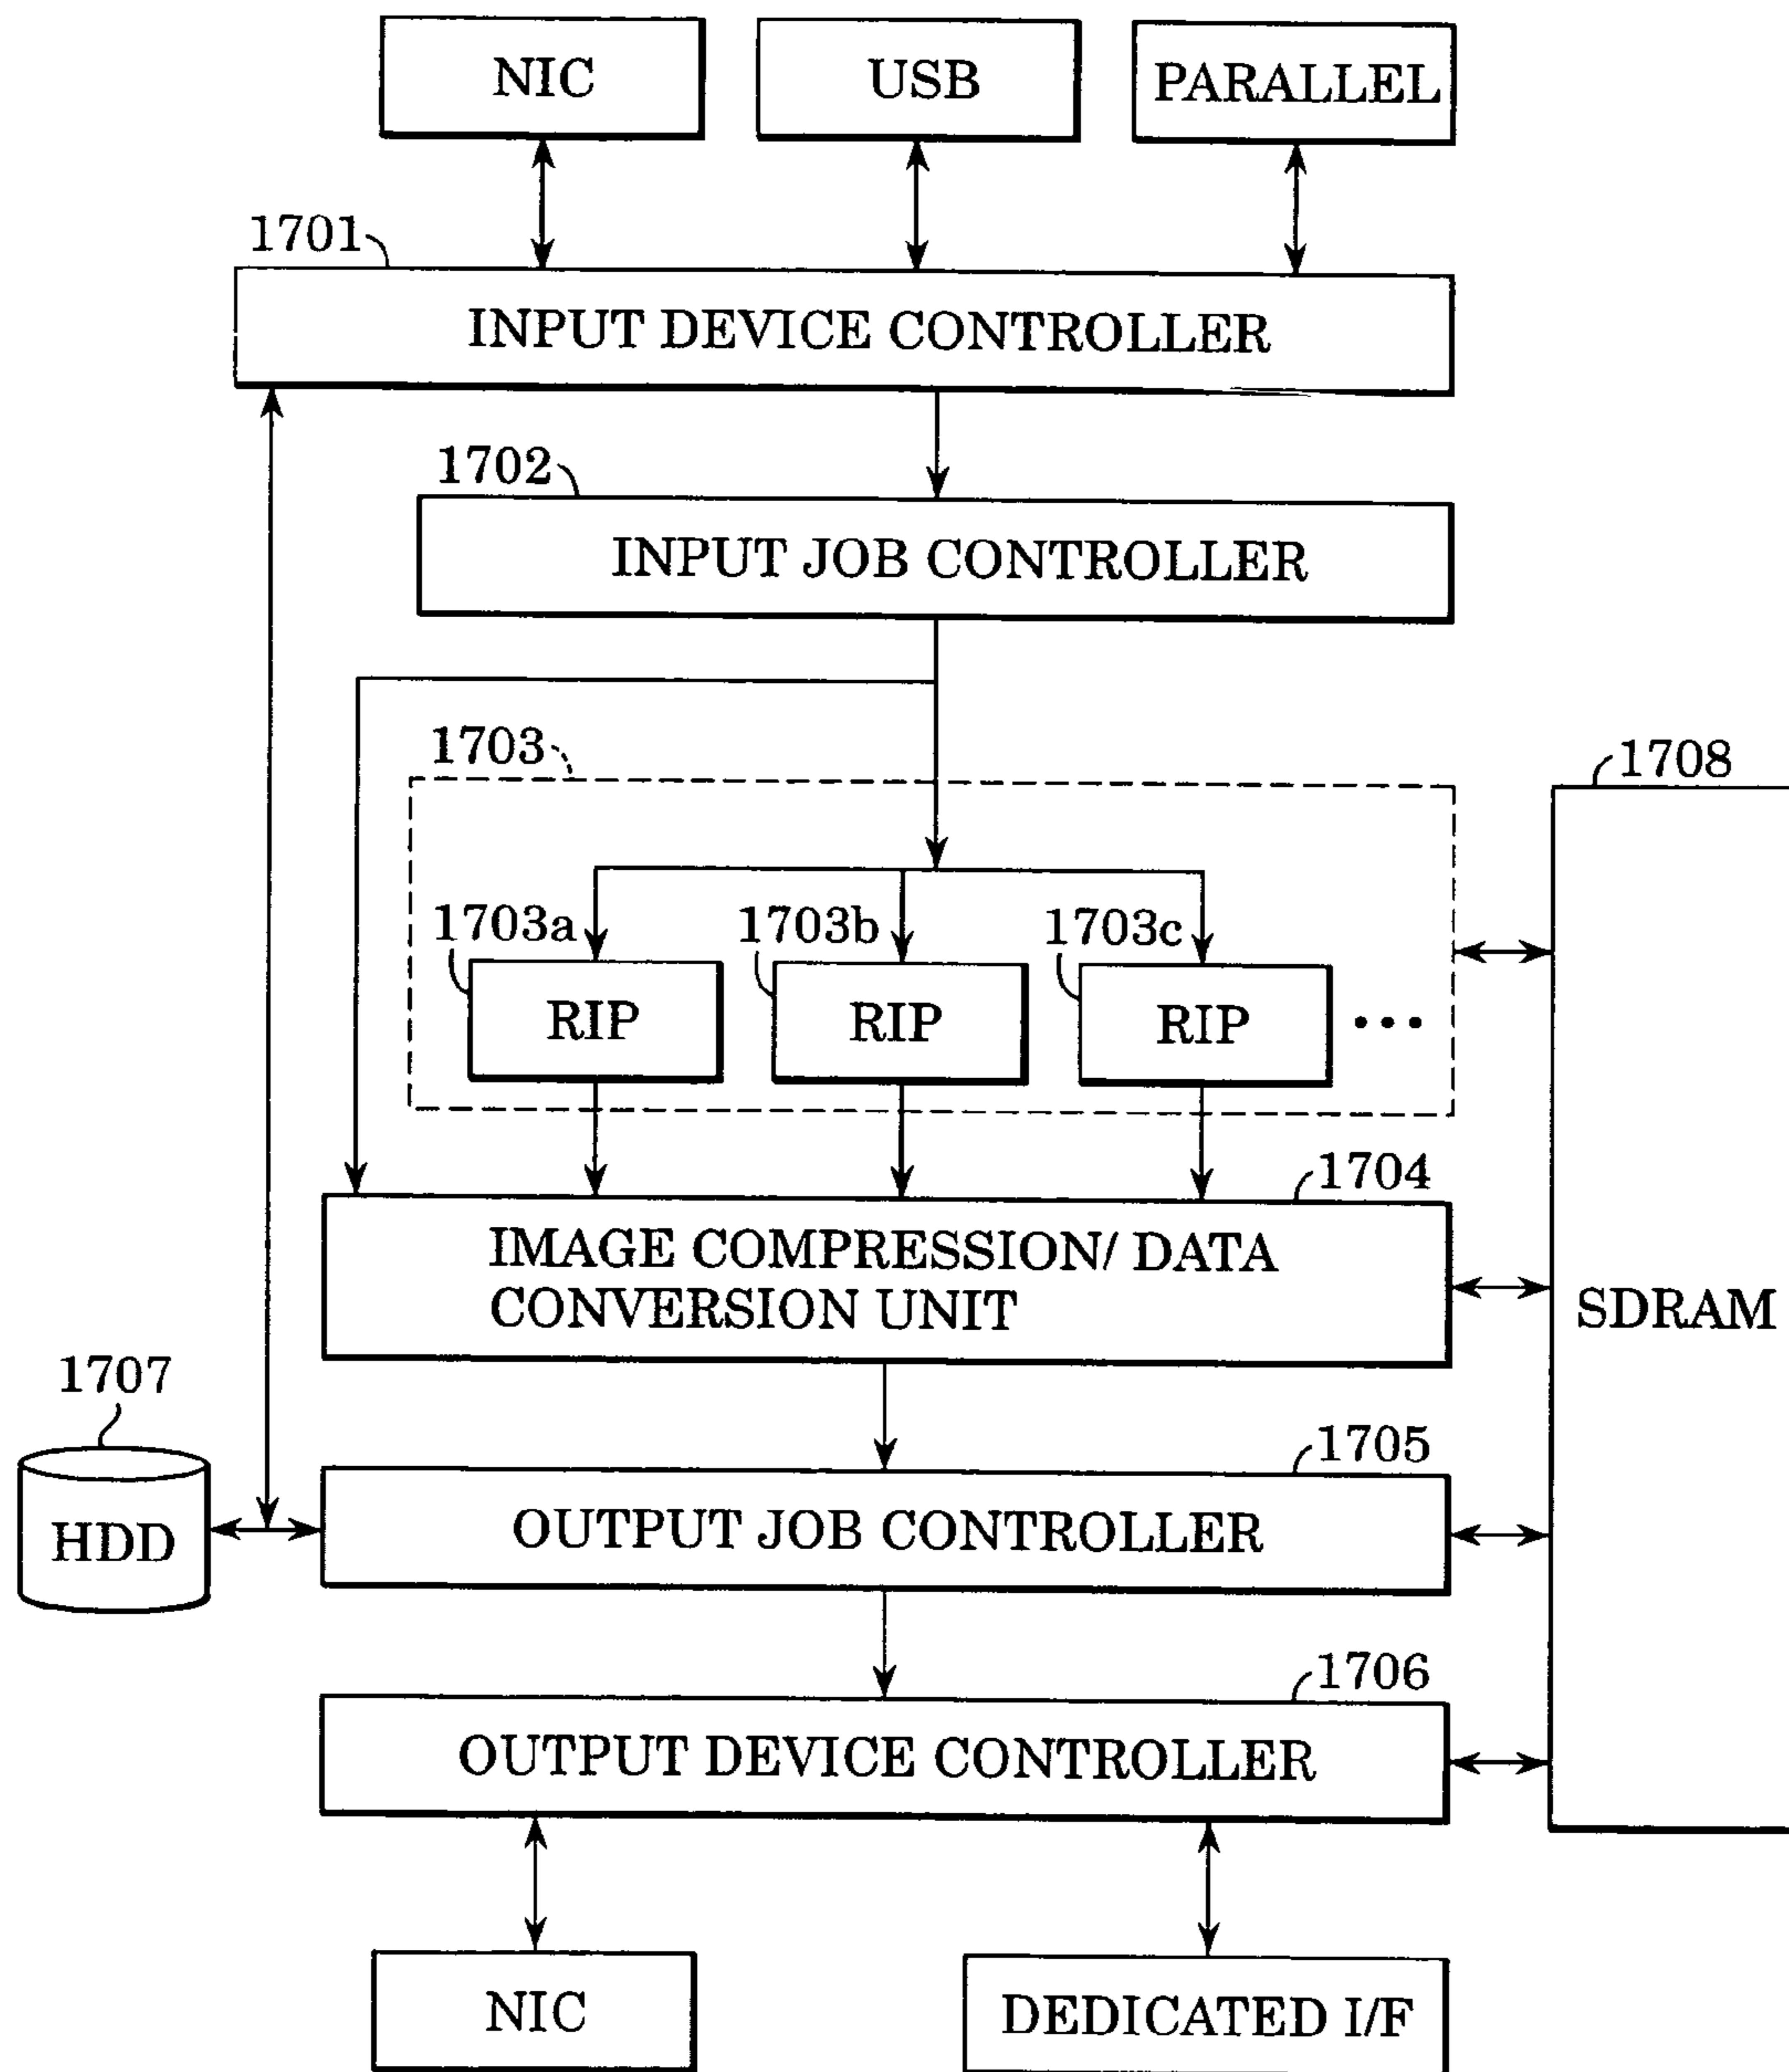 NIC
USB
PARALLEL
1701
INPUT DEVICE CONTROLLER
1702
INPUT JOB CONTROLLER
1703
1708
1703a
1703b
1703c
RIP
RIP
RIP
•••
1704
IMAGE COMPRESSION/ DATA
CONVERSION UNIT
SDRAM
1707
HDD
1705
OUTPUT JOB CONTROLLER
1706
OUTPUT DEVICE CONTROLLER
NIC
DEDICATED I/F